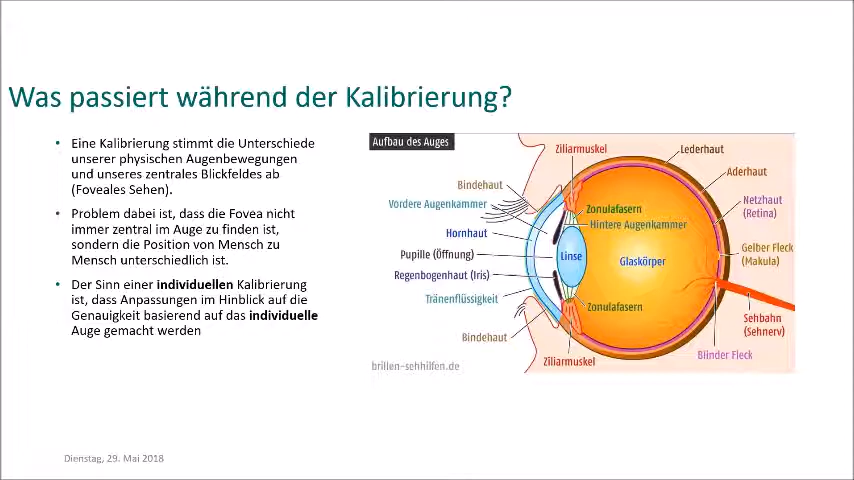 Was passiert während der Kalibrierung?
• Eine Kalibrierung stimmt die Unterschiede
unserer physischen Augenbewegungen
und unseres zentrales Blickfeldes ab
(Foveales Sehen).
• Problem dabei ist, dass die Fovea nicht
immer zentral im Auge zu finden ist,
sondern die Position von Mensch zu
Mensch unterschiedlich ist.
• Der Sinn einer individuellen Kalibrierung
ist, dass Anpassungen im Hinblick auf die
Genauigkeit basierend auf das individuelle
Auge gemacht werden
Aufbau des Auges
Ziliarmuskel
Lederhaut
Aderhaut
Bindehaut
Vordere Augenkammer
Zonulafasern
Netzhaut
(Retina)
Hintere Augenkammer
Hornhaut
Gelber Fleck
(Makula)
Pupille (Öffnung)
Linse
Glaskörper
Regenbogenhaut (Iris)
Tränenflüssigkeit
Zonulafasern
Sehbahn
(Sehnerv)
Bindehaut
Blinder Fleck
Ziliarmuskel
brillen-sehhilfen.de
Dienstag, 29. Mai 2018